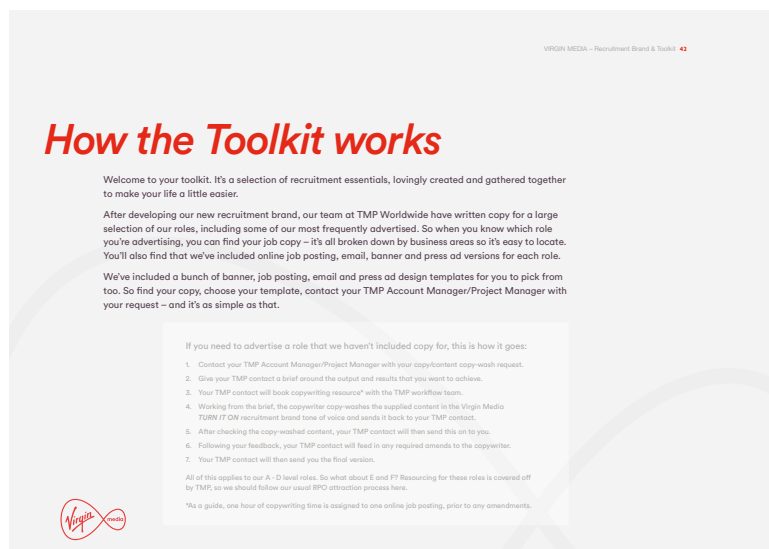 VIRGIN MEDIA – Recruitment Brand & Toolkit 42
How the Toolkit works
Welcome to your toolkit. It's a selection of recruitment essentials, lovingly created and gathered together
to make your life a little easier.
After developing our new recruitment brand, our team at TMP Worldwide have written copy for a large
selection of our roles, including some of our most frequently advertised. So when you know which role
you're advertising, you can find your job copy – it's all broken down by business areas so it's easy to locate.
You'll also find that we've included online job posting, email, banner and press ad versions for each role.
We've included a bunch of banner, job posting, email and press ad design templates for you to pick from
too. So find your copy, choose your template, contact your TMP Account Manager/Project Manager with
your request – and it's as simple as that.
If you need to advertise a role that we haven't included copy for, this is how it goes:
1. Contact your TMP Account Manager/Project Manager with your copy/content copy-wash request.
2. Give your TMP contact a brief around the output and results that you want to achieve.
3. Your TMP contact will book copywriting resource* with the TMP workflow team.
4. Working from the brief, the copywriter copy-washes the supplied content in the Virgin Media
TURN IT ON recruitment brand tone of voice and sends it back to your TMP contact.
5. After checking the copy-washed content, your TMP contact will then send this on to you.
6. Following your feedback, your TMP contact will feed in any required amends to the copywriter.
7. Your TMP contact will then send you the final version.
All of this applies to our A - D level roles. So what about E and F? Resourcing for these roles is covered off
by TMP, so we should follow our usual RPO attraction process here.
*As a guide, one hour of copywriting time is assigned to one online job posting, prior to any amendments.
Virgin media